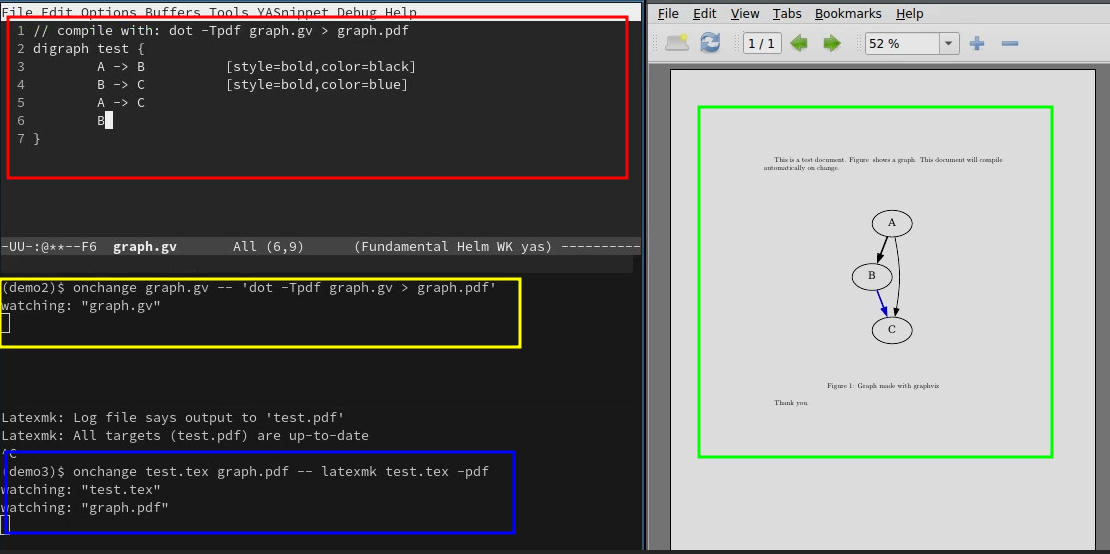 File Edit Options Buffers Tools YASnippet Debug Help
1 // compile with: dot -Tpdf graph.gv > graph.pdf
2 digraph test {
3 A -> B [style=bold,color=black]
4 B -> C [style=bold,color=blue]
5 A -> C
6 B
7 }
-UU-:@**--F6 graph.gv All (6,9) (Fundamental Helm WK yas) ----------
(demo2)$ onchange graph.gv -- 'dot -Tpdf graph.gv > graph.pdf'
watching: "graph.gv"
Latexmk: Log file says output to 'test.pdf'
Latexmk: All targets (test.pdf) are up-to-date
^C
(demo3)$ onchange test.tex graph.pdf -- latexmk test.tex -pdf
watching: "test.tex"
watching: "graph.pdf"
File Edit View Tabs Bookmarks Help
1 / 1 52 %
This is a test document. Figure shows a graph. This document will compile
automatically on change.
A
B
C
Figure 1: Graph made with graphviz
Thank you